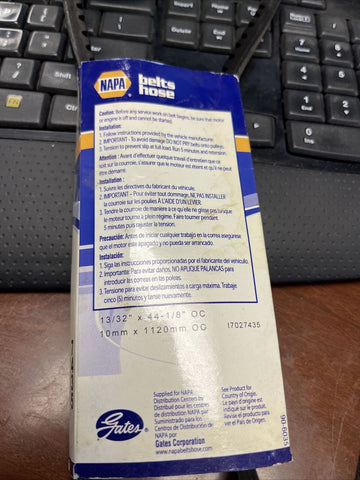 NAPA
belts
hose
Caution: Before any service work on belt begins, be sure that motor
or engine is off and cannot be started.
Installation:
1. Follow instructions provided by the vehicle manufacturer.
2. IMPORTANT - To avoid damage DO NOT PRY belts onto pulleys.
3. Tension to prevent slip at full load. Run 5 minutes and retension.
Attention : Avant d'effectuer quelque travail d'entretien que ce
soit sur la courroie, s'assurer que le moteur est éteint et qu'il ne peut
être démarré.
Installation :
1. Suivre les directives du fabricant du véhicule.
2. IMPORTANT - Pour éviter tout dommage, NE PAS INSTALLER
la courroie sur les poulies À L'AIDE D'UN LEVIER.
3. Tendre la courroie de manière à ce qu'elle ne glisse pas lorsque
le moteur tourne à plein régime. Faire tourner pendant
5 minutes puis rajuster la tension.
Precaución: Antes de iniciar cualquier trabajo en la correa asegúrese
que el motor este apagado y no pueda ser arrancado.
Instalación:
1. Siga las instrucciones proporcionadas por el fabricante del vehículo.
2. Importante: Para evitar daños, NO APLIQUE PALANCAS para
introducir las correas en las poleas.
3. Tensione para evitar deslizamientos a carga máxima. Trabaje
cinco (5) minutos y tense nuevamente.
13/32" x 44-1/8" OC
10mm x 1120mm OC 17027435
Supplied for NAPA
Distribution Centers by
Distribué pour les centres
de distribution NAPA par
Suministrado para los
Centros de Distribución de
NAPA por
Gates Corporation
www.napabeltshose.com
See Product for
Country of Origin.
Le pays d'origine est
indiqué sur le produit.
Ver el País de Origen.
90-6035
Gates